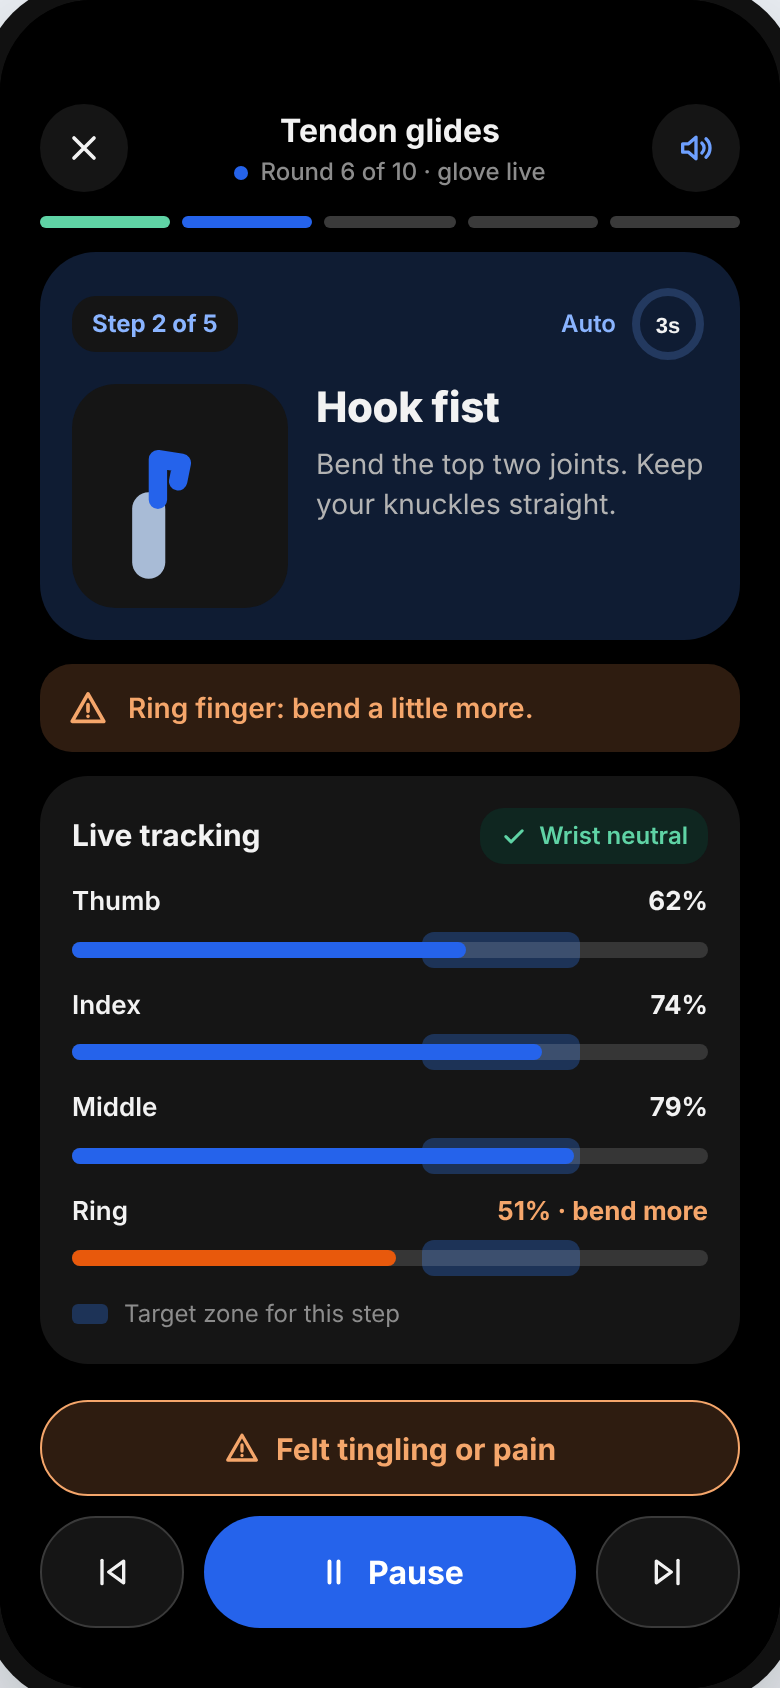 Tendon glides
Round 6 of 10 · glove live
Step 2 of 5
Auto
3s
Hook fist
Bend the top two joints. Keep
your knuckles straight.
Ring finger: bend a little more.
Live tracking
Wrist neutral
Thumb 62%
Index 74%
Middle 79%
Ring 51% · bend more
Target zone for this step
Felt tingling or pain
Pause